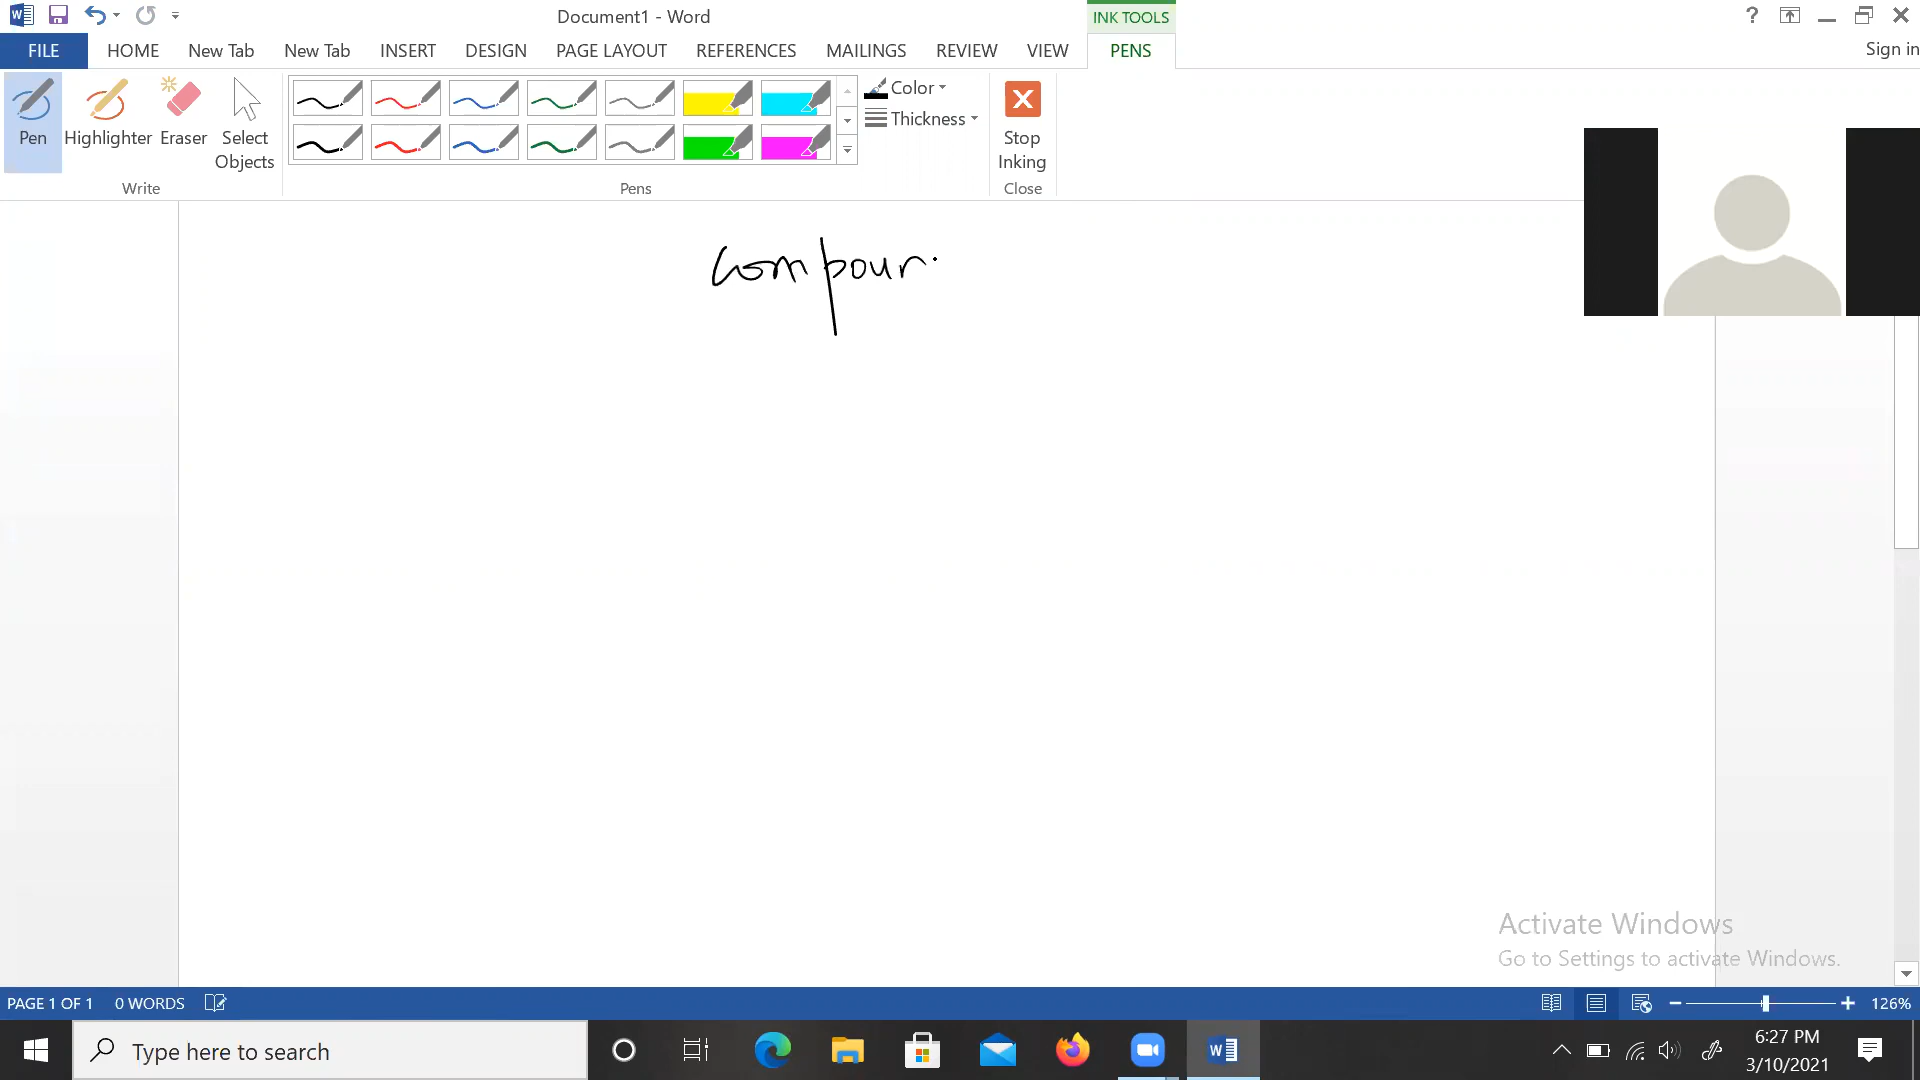 Document1 - Word
INK TOOLS
FILE
HOME
New Tab
New Tab
INSERT
DESIGN
PAGE LAYOUT
REFERENCES
MAILINGS
REVIEW
VIEW
PENS
Sign in
Pen
Highlighter
Eraser
Select
Objects
Color
Thickness
Stop
Inking
Write
Pens
Close
compour
Activate Windows
Go to Settings to activate Windows.
PAGE 1 OF 1
0 WORDS
126%
Type here to search
6:27 PM
3/10/2021